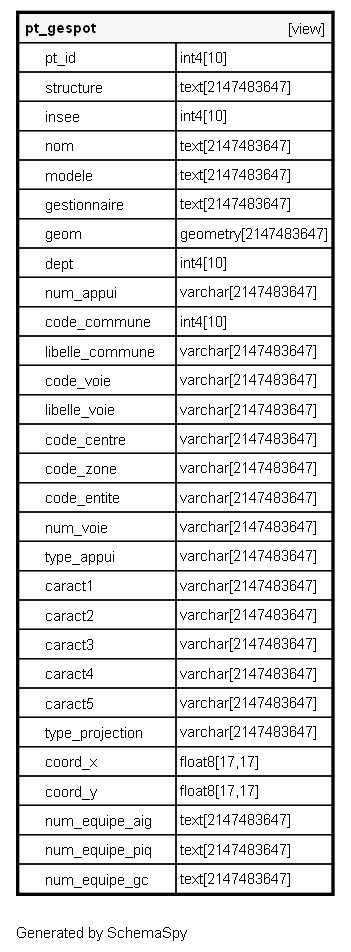 pt_gespot [view]
pt_id int4[10]
structure text[2147483647]
insee int4[10]
nom text[2147483647]
modele text[2147483647]
gestionnaire text[2147483647]
geom geometry[2147483647]
dept int4[10]
num_appui varchar[2147483647]
code_commune int4[10]
libelle_commune varchar[2147483647]
code_voie varchar[2147483647]
libelle_voie varchar[2147483647]
code_centre varchar[2147483647]
code_zone varchar[2147483647]
code_entite varchar[2147483647]
num_voie varchar[2147483647]
type_appui varchar[2147483647]
caract1 varchar[2147483647]
caract2 varchar[2147483647]
caract3 varchar[2147483647]
caract4 varchar[2147483647]
caract5 varchar[2147483647]
type_projection varchar[2147483647]
coord_x float8[17,17]
coord_y float8[17,17]
num_equipe_aig text[2147483647]
num_equipe_piq text[2147483647]
num_equipe_gc text[2147483647]
Generated by SchemaSpy